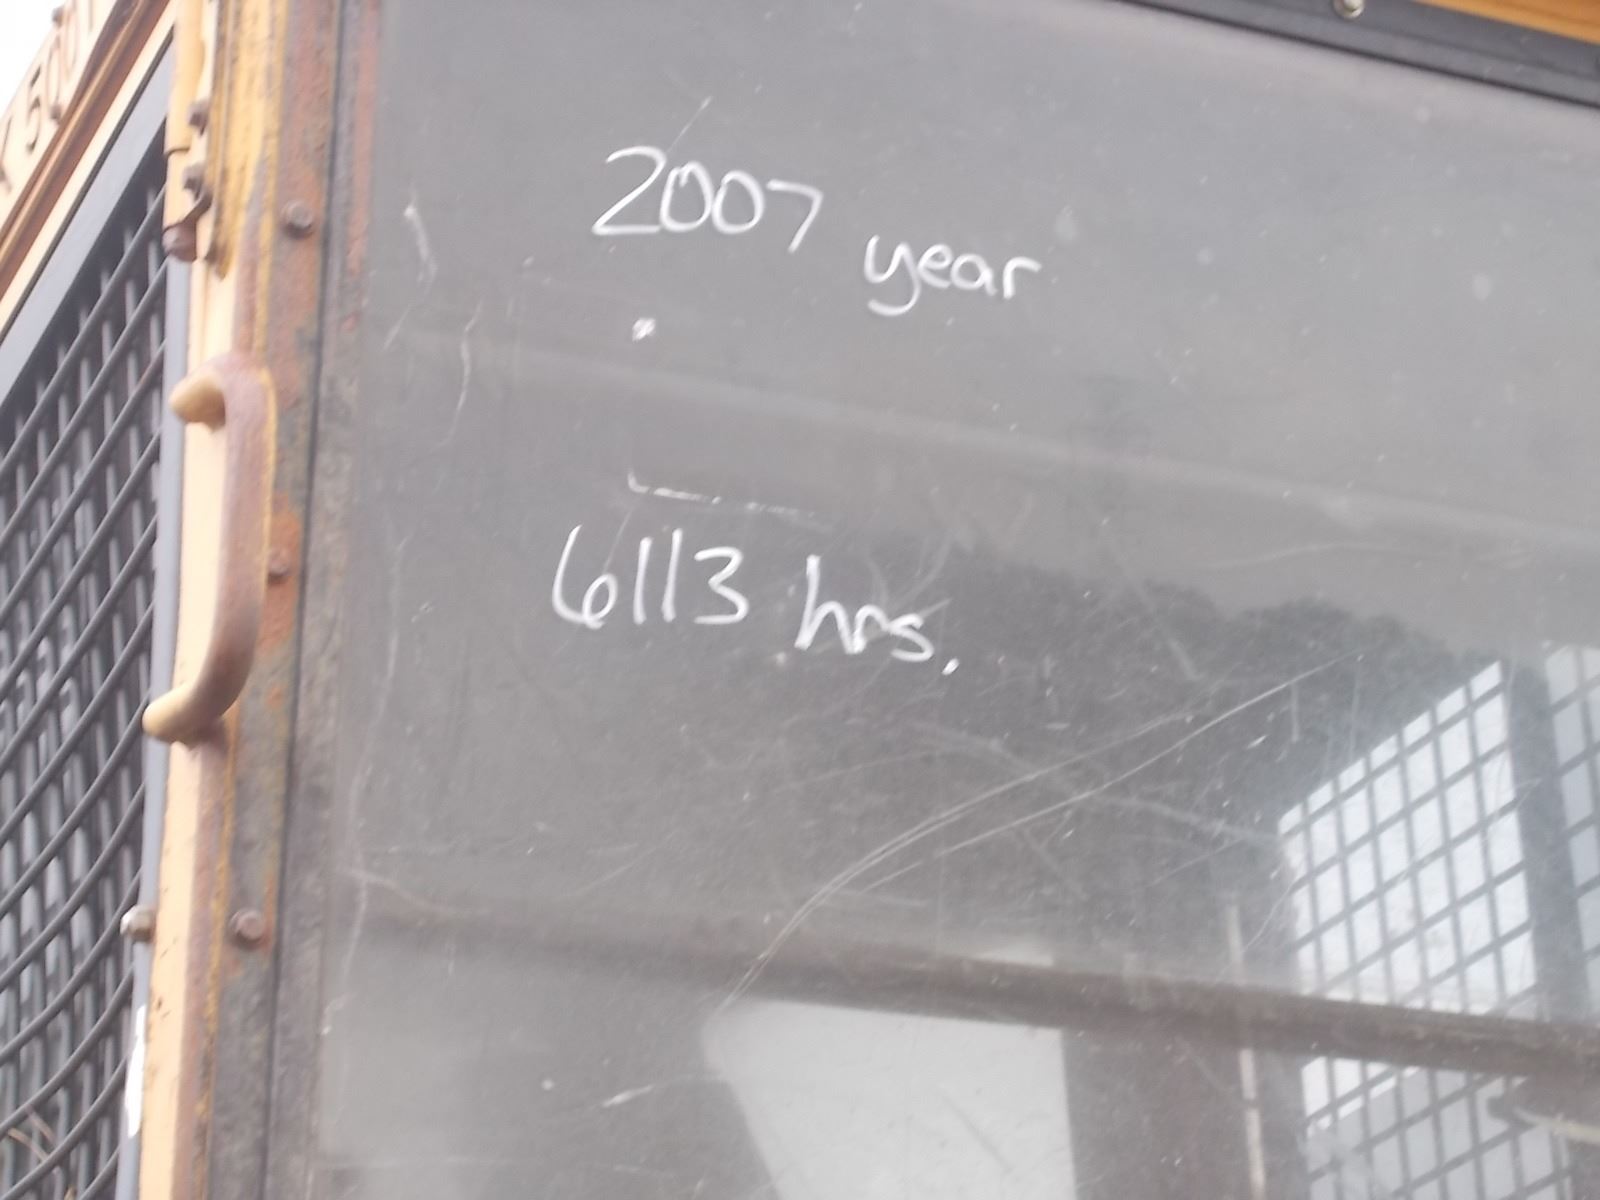 2007 year
6113 hrs.